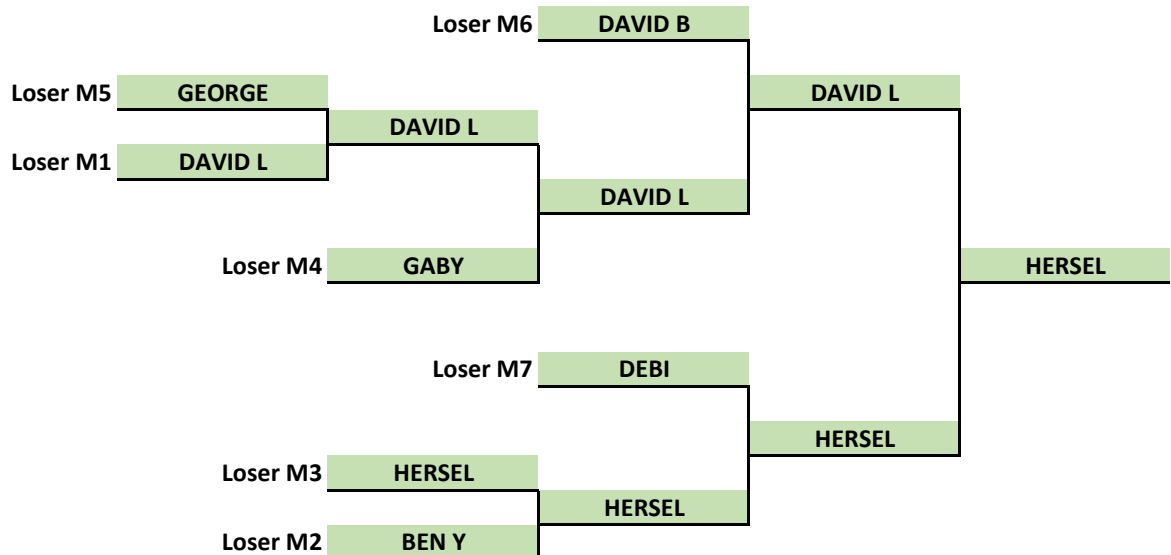 Loser M6 DAVID B
Loser M5 GEORGE DAVID L
DAVID L
Loser M1 DAVID L
DAVID L
Loser M4 GABY HERSEL
Loser M7 DEBI
HERSEL
Loser M3 HERSEL
HERSEL
Loser M2 BEN Y